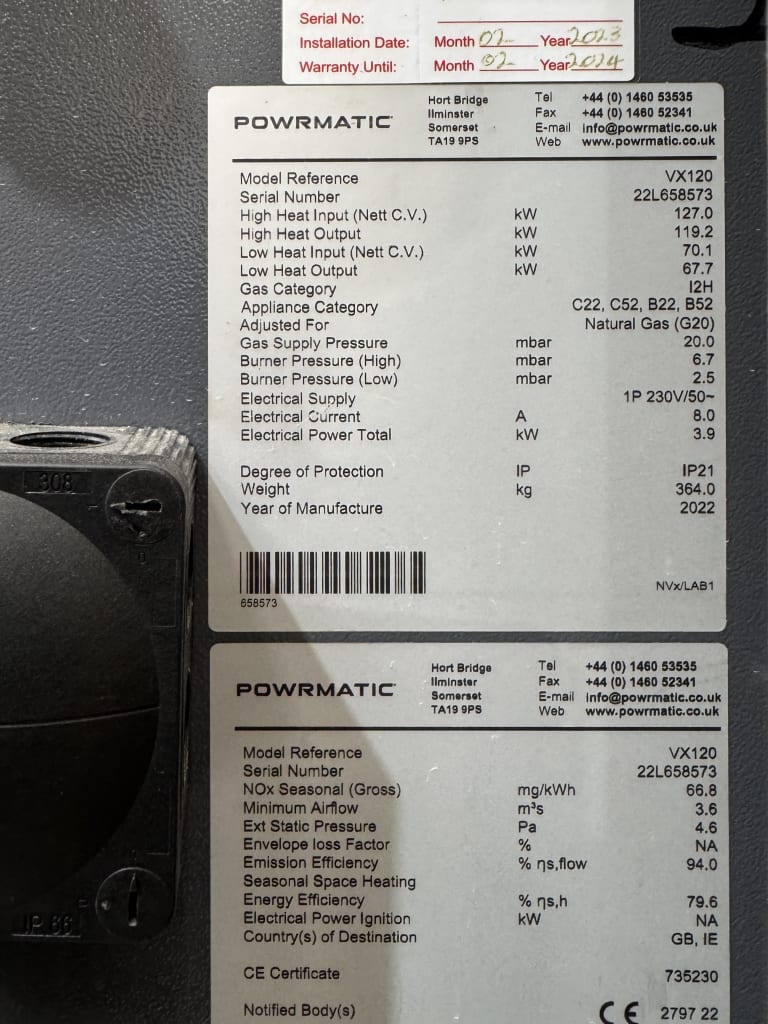 Serial No:
Installation Date: Month 02 Year 2023
Warranty Until: Month 02 Year 2024
POWRMATIC
Hort Bridge Tel +44 (0) 1460 53535
Ilminster Fax +44 (0) 1460 52341
Somerset E-mail info@powrmatic.co.uk
TA19 9PS Web www.powrmatic.co.uk
Model Reference VX120
Serial Number 22L658573
High Heat Input (Nett C.V.) kW 127.0
High Heat Output kW 119.2
Low Heat Input (Nett C.V.) kW 70.1
Low Heat Output kW 67.7
Gas Category I2H
Appliance Category C22, C52, B22, B52
Adjusted For Natural Gas (G20)
Gas Supply Pressure mbar 20.0
Burner Pressure (High) mbar 6.7
Burner Pressure (Low) mbar 2.5
Electrical Supply 1P 230V/50~
Electrical Current A 8.0
Electrical Power Total kW 3.9
Degree of Protection IP IP21
Weight kg 364.0
Year of Manufacture 2022
658573
NVx/LAB1
308
IP 66
POWRMATIC
Hort Bridge Tel +44 (0) 1460 53535
Ilminster Fax +44 (0) 1460 52341
Somerset E-mail info@powrmatic.co.uk
TA19 9PS Web www.powrmatic.co.uk
Model Reference VX120
Serial Number 22L658573
NOx Seasonal (Gross) mg/kWh 66.8
Minimum Airflow m³s 3.6
Ext Static Pressure Pa 4.6
Envelope loss Factor % NA
Emission Efficiency % ηs,flow 94.0
Seasonal Space Heating
Energy Efficiency % ηs,h 79.6
Electrical Power Ignition kW NA
Country(s) of Destination GB, IE
CE Certificate 735230
Notified Body(s) CE 2797 22